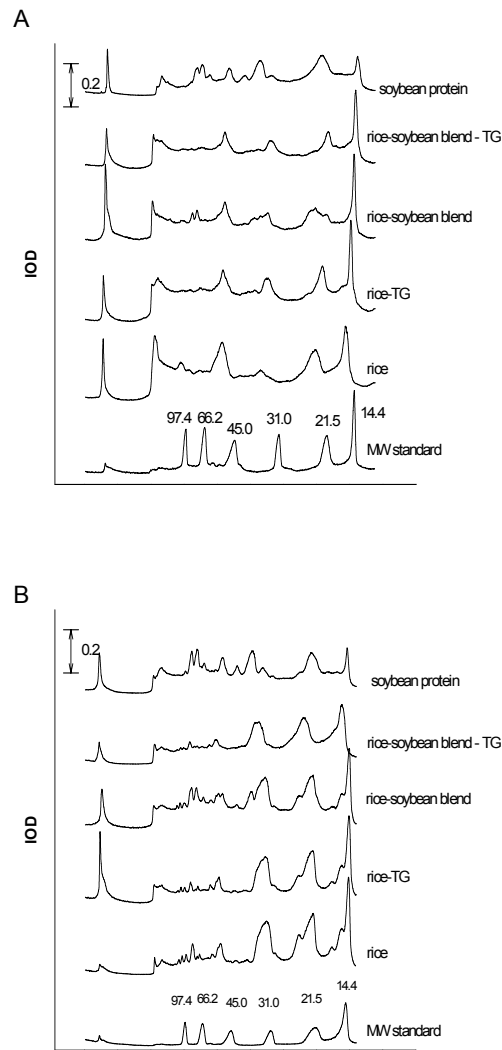 A
0.2
soybean protein
rice-soybean blend - TG
rice-soybean blend
IOD
rice-TG
rice
97.4 66.2 45.0 31.0 21.5 14.4
MW standard
B
0.2
soybean protein
rice-soybean blend - TG
rice-soybean blend
IOD
rice-TG
rice
97.4 66.2 45.0 31.0 21.5 14.4
MW standard